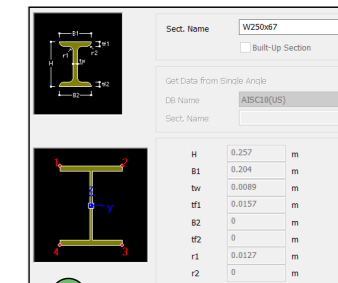 B1
tf1
r1
r2
H
tw
B2
tf2
Sect. Name
W250x67
Built-Up Section
Get Data from Single Angle
DB Name
AISC10(US)
Sect. Name
1
2
z
y
4
3
H 0.257 m
B1 0.204 m
tw 0.0089 m
tf1 0.0157 m
B2 0 m
tf2 0 m
r1 0.0127 m
r2 0 m